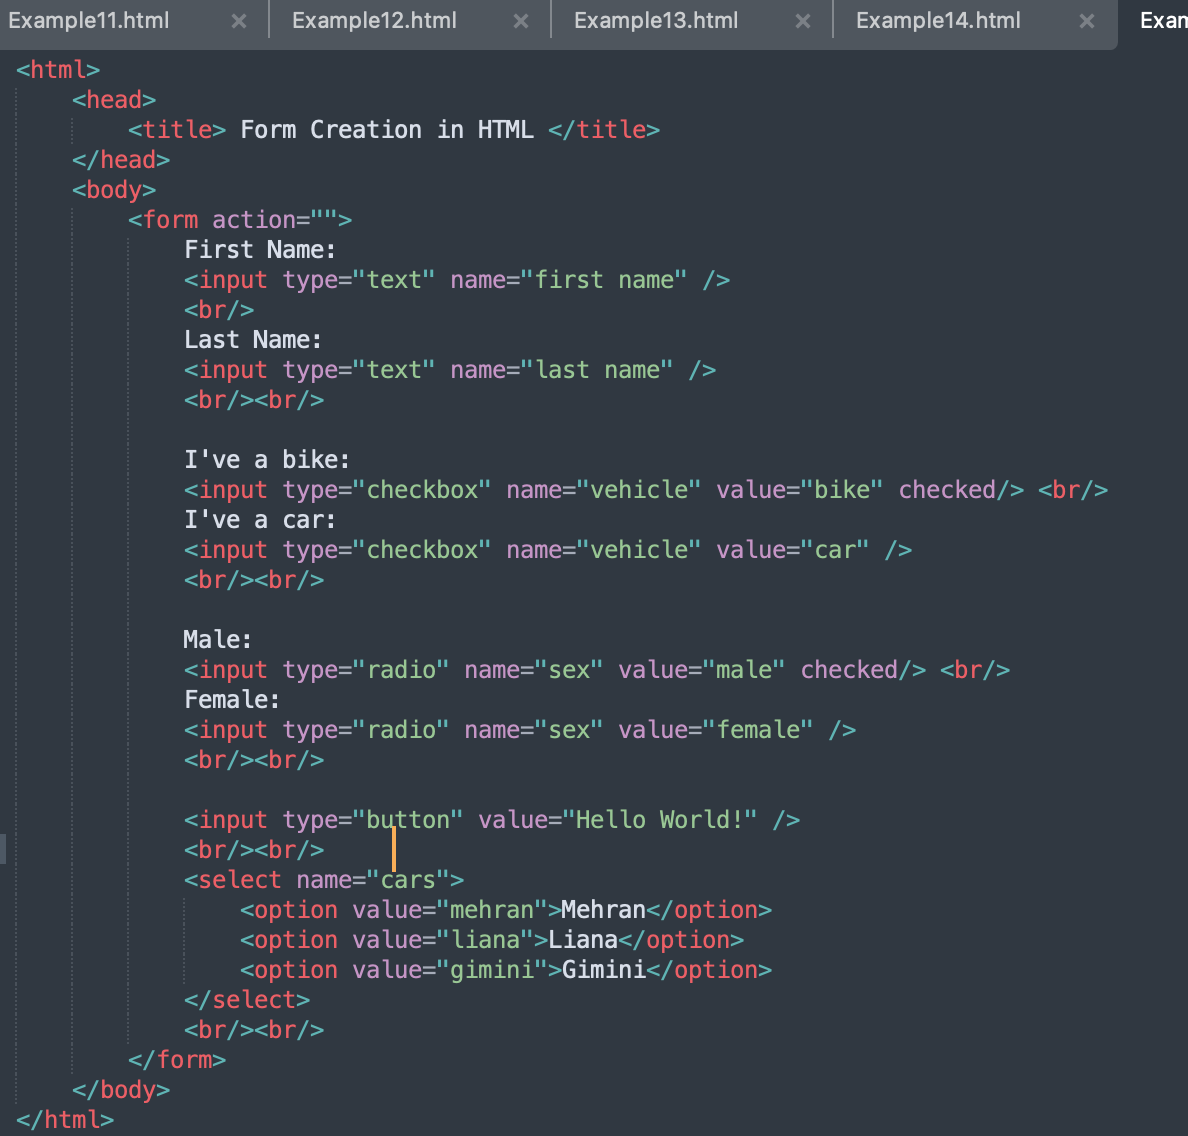 Example11.html × Example12.html × Example13.html × Example14.html × Exam
<html>
<head>
<title> Form Creation in HTML </title>
</head>
<body>
<form action="">
First Name:
<input type="text" name="first name" />
<br/>
Last Name:
<input type="text" name="last name" />
<br/><br/>
I've a bike:
<input type="checkbox" name="vehicle" value="bike" checked/> <br/>
I've a car:
<input type="checkbox" name="vehicle" value="car" />
<br/><br/>
Male:
<input type="radio" name="sex" value="male" checked/> <br/>
Female:
<input type="radio" name="sex" value="female" />
<br/><br/>
<input type="button" value="Hello World!" />
<br/><br/>
<select name="cars">
<option value="mehran">Mehran</option>
<option value="liana">Liana</option>
<option value="gimini">Gimini</option>
</select>
<br/><br/>
</form>
</body>
</html>